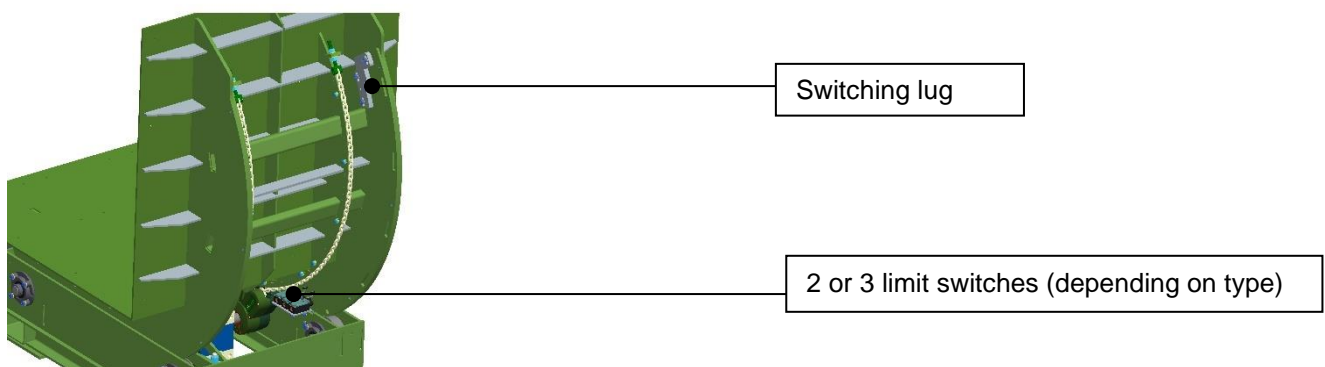 Switching lug
2 or 3 limit switches (depending on type)